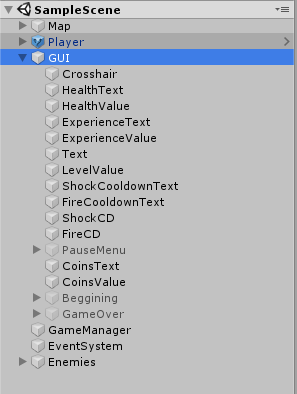 SampleScene
Map
Player
GUI
Crosshair
HealthText
HealthValue
ExperienceText
ExperienceValue
Text
LevelValue
ShockCooldownText
FireCooldownText
ShockCD
FireCD
PauseMenu
CoinsText
CoinsValue
Beggining
GameOver
GameManager
EventSystem
Enemies